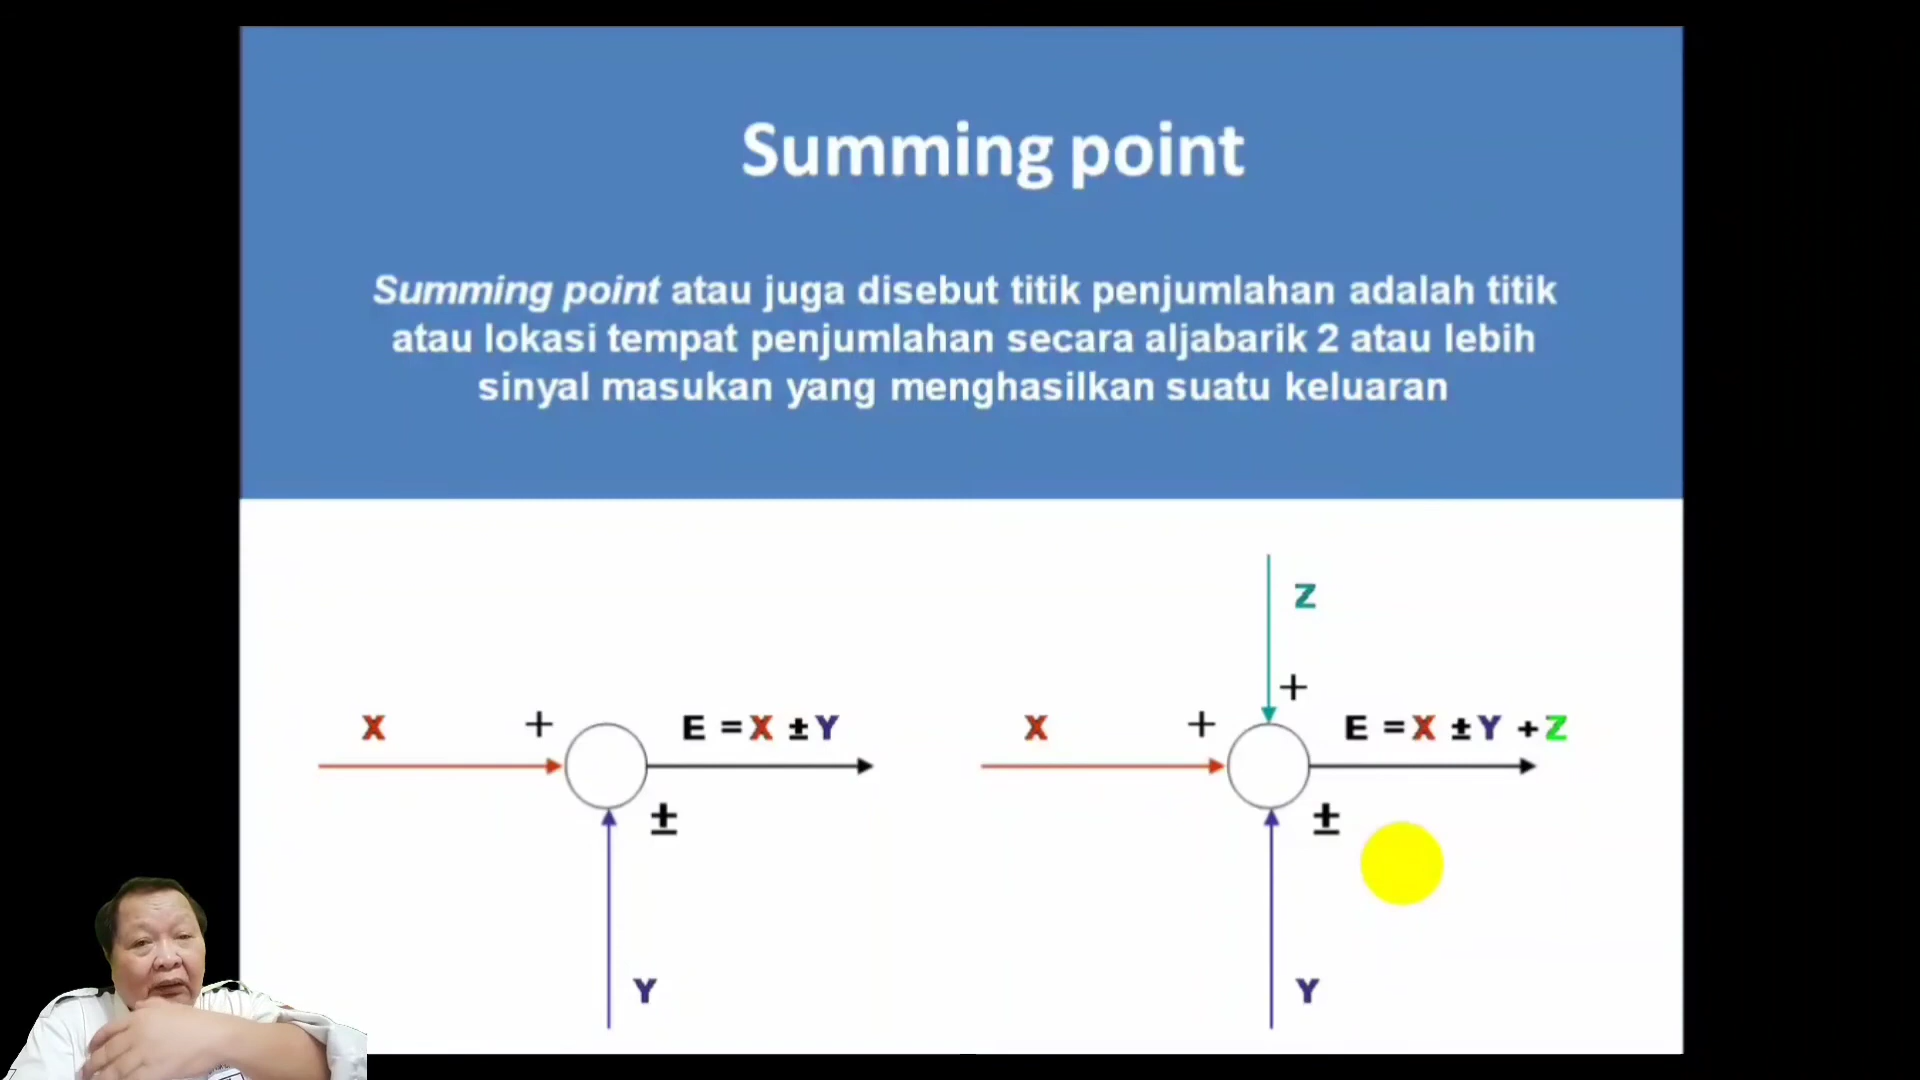 Summing point
Summing point atau juga disebut titik penjumlahan adalah titik
atau lokasi tempat penjumlahan secara aljabarik 2 atau lebih
sinyal masukan yang menghasilkan suatu keluaran
X
+
E = X ± Y
±
Y
Z
+
X
+
E = X ± Y + Z
±
Y